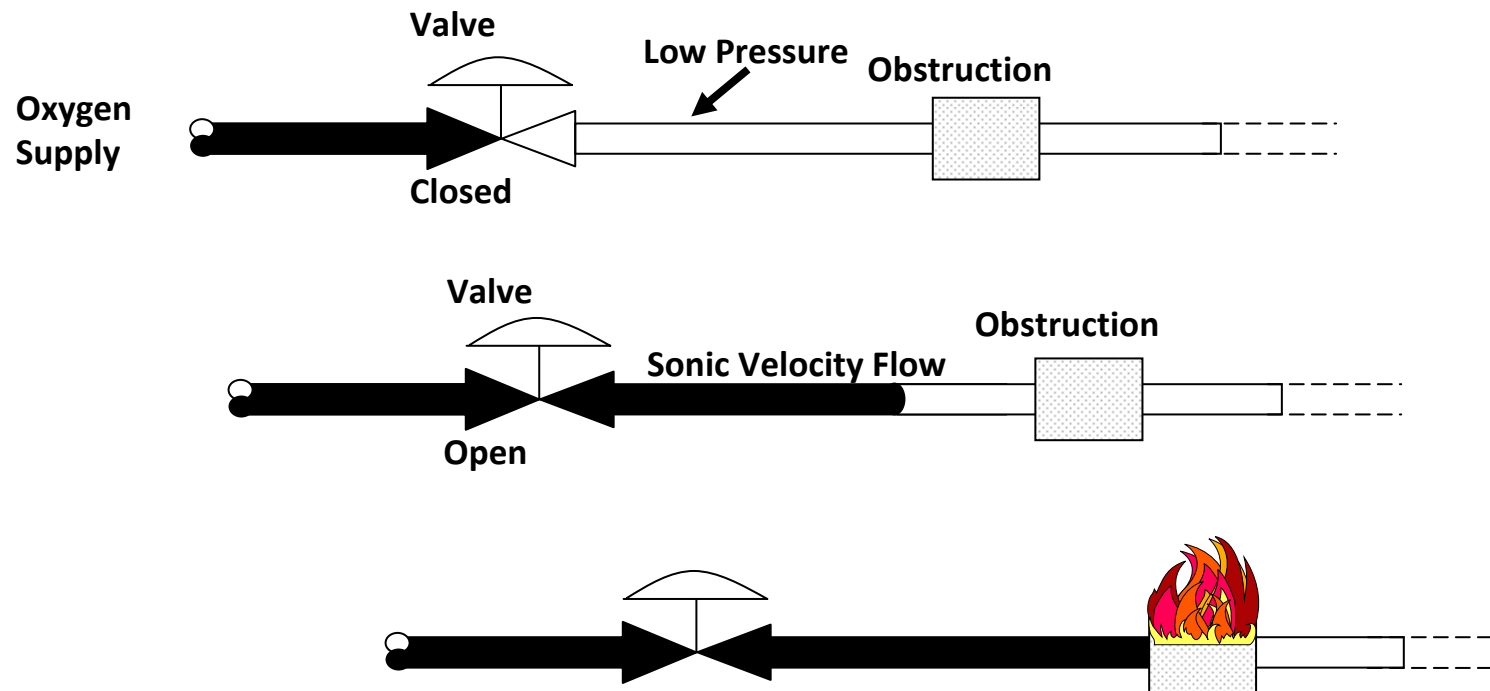 Valve
Low Pressure
Obstruction
Oxygen
Supply
Closed
Valve
Obstruction
Sonic Velocity Flow
Open